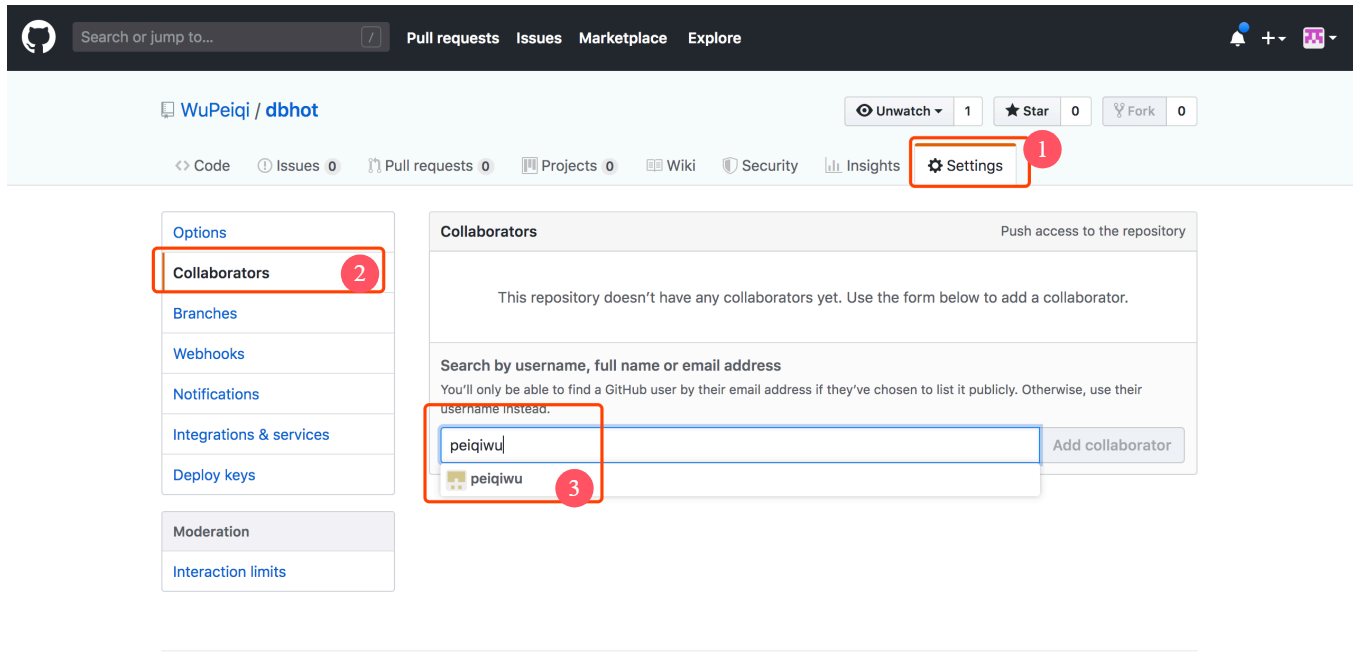 Search or jump to... / Pull requests Issues Marketplace Explore
WuPeiqi / dbhot Unwatch 1 Star 0 Fork 0
Code Issues 0 Pull requests 0 Projects 0 Wiki Security Insights Settings 1
Options
Collaborators 2
Branches
Webhooks
Notifications
Integrations & services
Deploy keys
Moderation
Interaction limits
Collaborators Push access to the repository
This repository doesn’t have any collaborators yet. Use the form below to add a collaborator.
Search by username, full name or email address
You’ll only be able to find a GitHub user by their email address if they’ve chosen to list it publicly. Otherwise, use their
username instead.
peiqiwu Add collaborator
peiqiwu 3